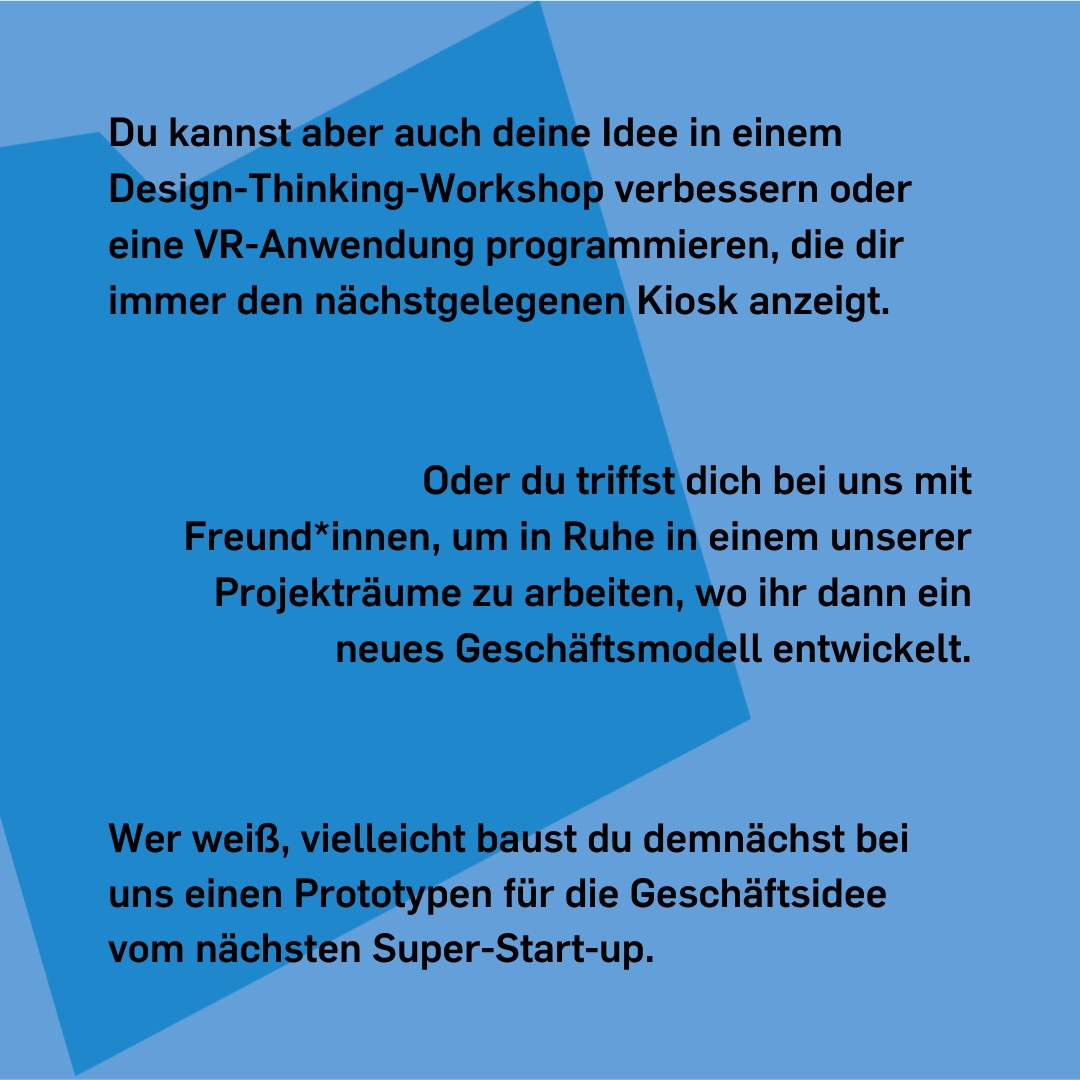 Du kannst aber auch deine Idee in einem
Design-Thinking-Workshop verbessern oder
eine VR-Anwendung programmieren, die dir
immer den nächstgelegenen Kiosk anzeigt.
Oder du triffst dich bei uns mit
Freund*innen, um in Ruhe in einem unserer
Projekträume zu arbeiten, wo ihr dann ein
neues Geschäftsmodell entwickelt.
Wer weiß, vielleicht baust du demnächst bei
uns einen Prototypen für die Geschäftsidee
vom nächsten Super-Start-up.